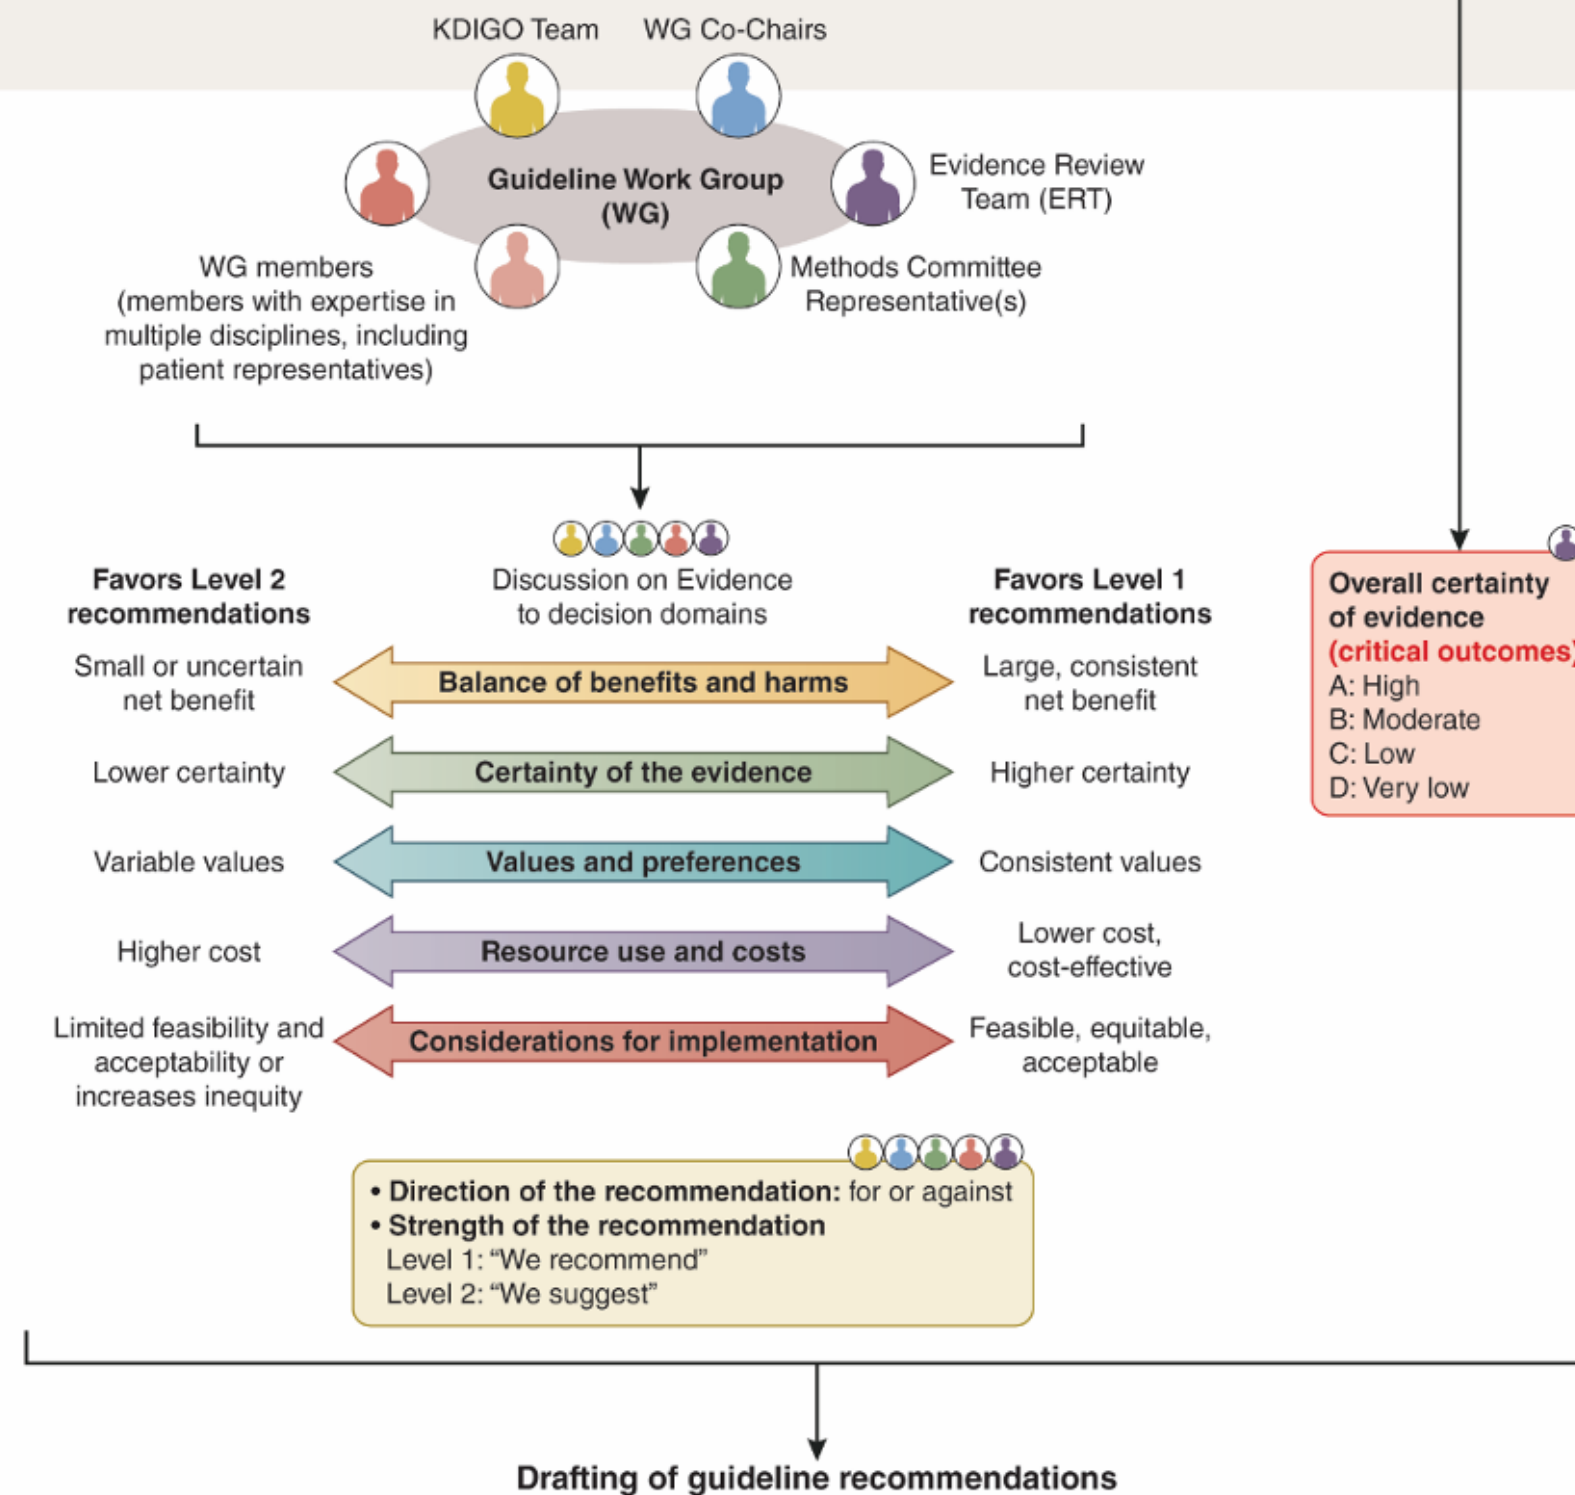 KDIGO Team
WG Co-Chairs
Guideline Work Group
(WG)
Evidence Review
Team (ERT)
WG members
(members with expertise in
multiple disciplines, including
patient representatives)
Methods Committee
Representative(s)
Discussion on Evidence
to decision domains
Favors Level 2
recommendations
Favors Level 1
recommendations
Small or uncertain
net benefit
Balance of benefits and harms
Large, consistent
net benefit
Lower certainty
Certainty of the evidence
Higher certainty
Variable values
Values and preferences
Consistent values
Higher cost
Resource use and costs
Lower cost,
cost-effective
Limited feasibility and
acceptability or
increases inequity
Considerations for implementation
Feasible, equitable,
acceptable
Overall certainty
of evidence
(critical outcomes)
A: High
B: Moderate
C: Low
D: Very low
• Direction of the recommendation: for or against
• Strength of the recommendation
Level 1: “We recommend”
Level 2: “We suggest”
Drafting of guideline recommendations